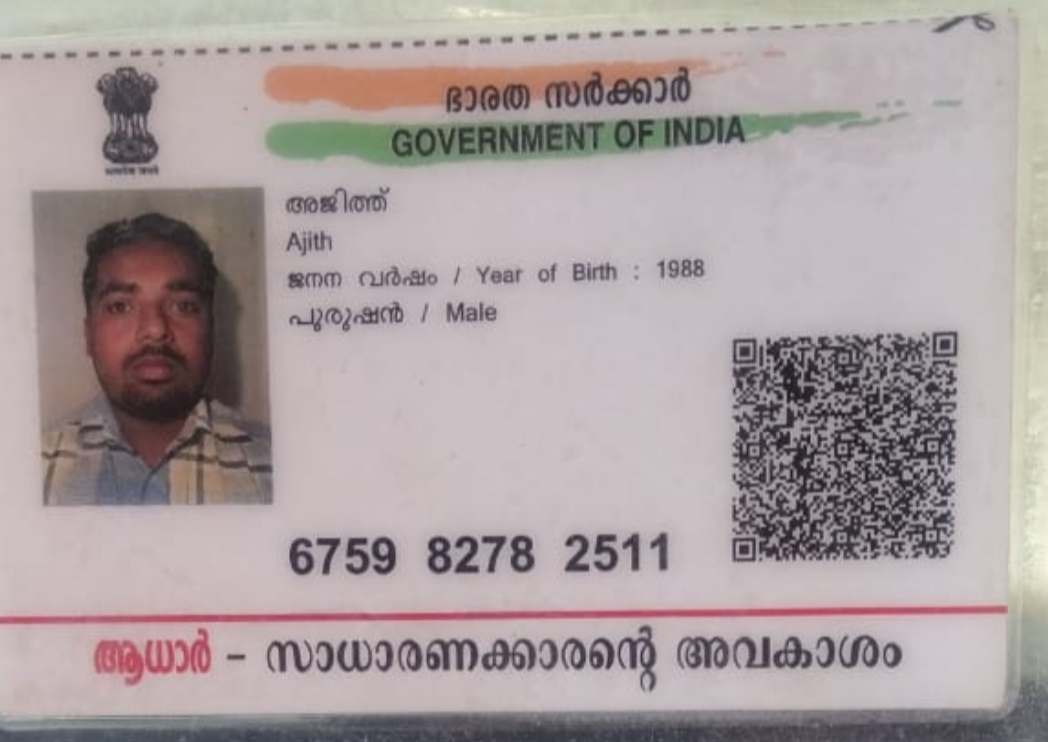 ഭാരത സർക്കാർ
GOVERNMENT OF INDIA
അജിത്ത്
Ajith
ജനന വർഷം / Year of Birth : 1988
പുരുഷൻ / Male
6759 8278 2511
ആധാർ – സാധാരണക്കാരന്റെ അവകാശം